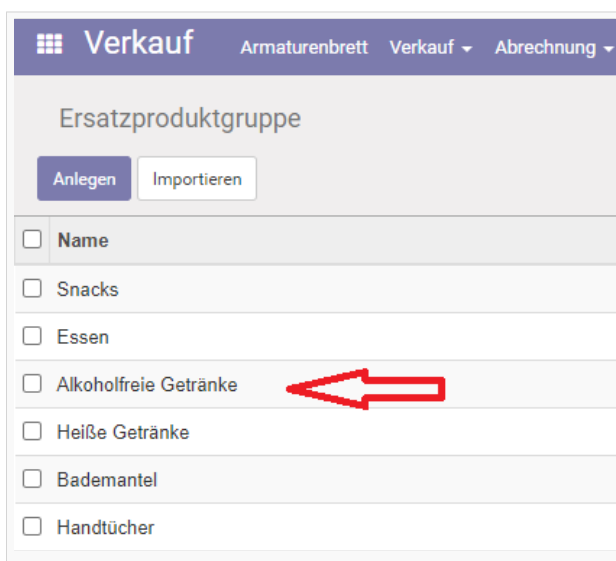 Verkauf Armaturenbrett Verkauf Abrechnung
Ersatzproduktgruppe
Anlegen Importieren
Name
Snacks
Essen
Alkoholfreie Getränke
Heiße Getränke
Bademantel
Handtücher